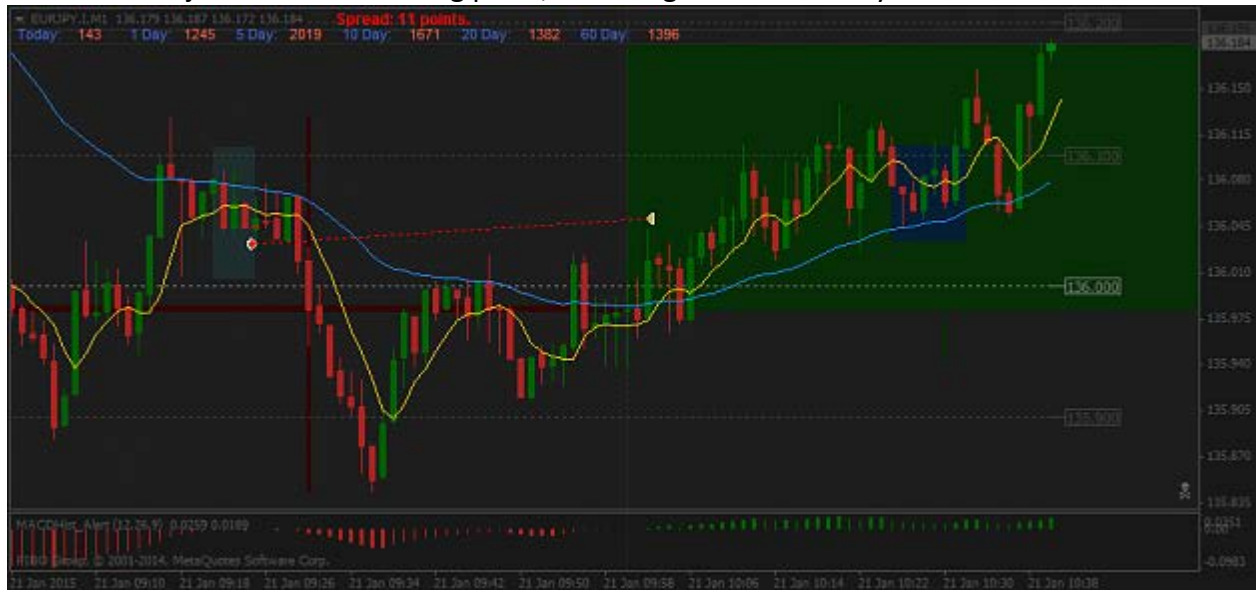 EURJPY.1,M1 136.179 136.187 136.172 136.184
Spread: 11 points.
Today: 143 1 Day: 1245 5 Day: 2019 10 Day: 1671 20 Day: 1382 60 Day: 1396
136.184
136.150
136.115
136.100
136.080
136.045
136.010
136.000
135.975
135.940
135.905
135.900
135.870
135.835
MACDHist_Alert (12,26,9) 0.0259 0.0189
0.0351
0.00
-0.0983
FIBO Group, © 2001-2014, MetaQuotes Software Corp.
21 Jan 2015 21 Jan 09:10 21 Jan 09:18 21 Jan 09:26 21 Jan 09:34 21 Jan 09:42 21 Jan 09:50 21 Jan 09:58 21 Jan 10:06 21 Jan 10:14 21 Jan 10:22 21 Jan 10:30 21 Jan 10:38